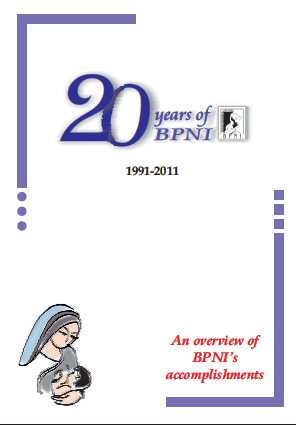 20 years of
BPNI
1991-2011
An overview of
BPNI's
accomplishments